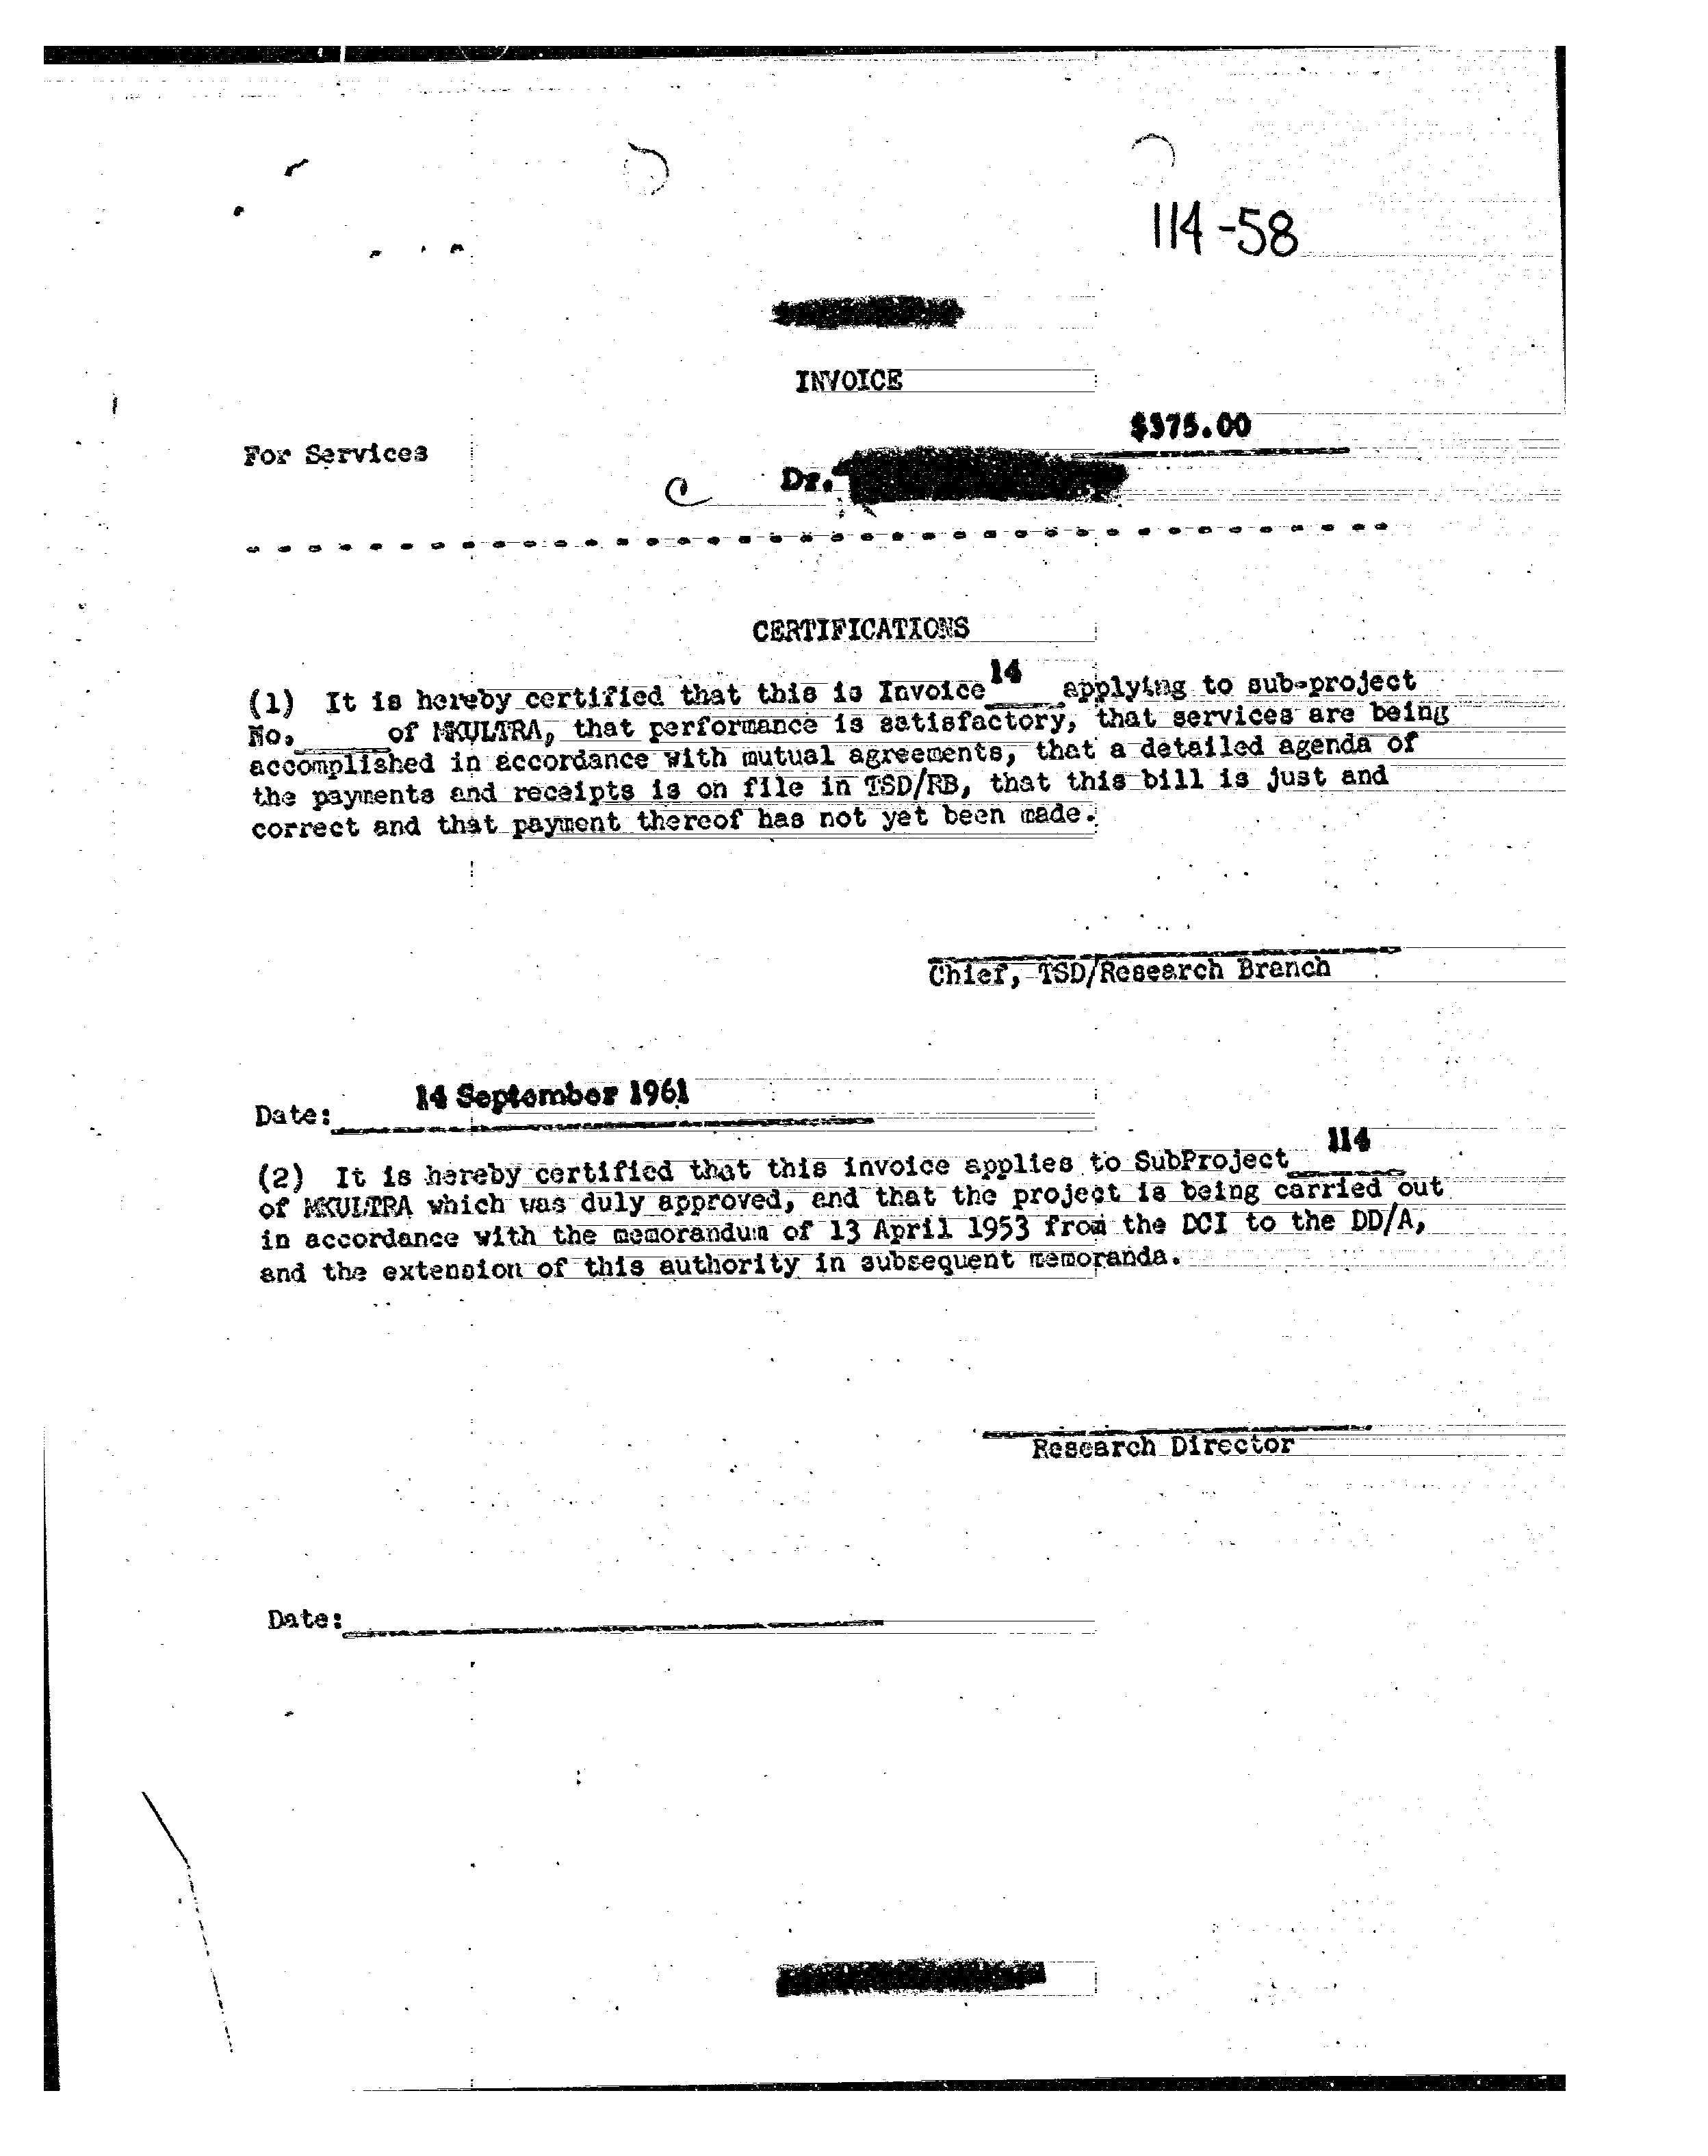 114-58
INVOICE
$375.00
For Services
Dr.
CERTIFICATIONS
14
(1) It is hereby certified that this is Invoice____applying to sub-project
No.____of MKULTRA, that performance is satisfactory, that services are being
accomplished in accordance with mutual agreements, that a detailed agenda of
the payments and receipts is on file in TSD/RB, that this bill is just and
correct and that payment thereof has not yet been made.
Chief, TSD/Research Branch
14 September 1961
Date:
114
(2) It is hereby certified that this invoice applies to SubProject____
of MKULTRA which was duly approved, and that the project is being carried out
in accordance with the memorandum of 13 April 1953 from the DCI to the DD/A,
and the extension of this authority in subsequent memoranda.
Research Director
Date: